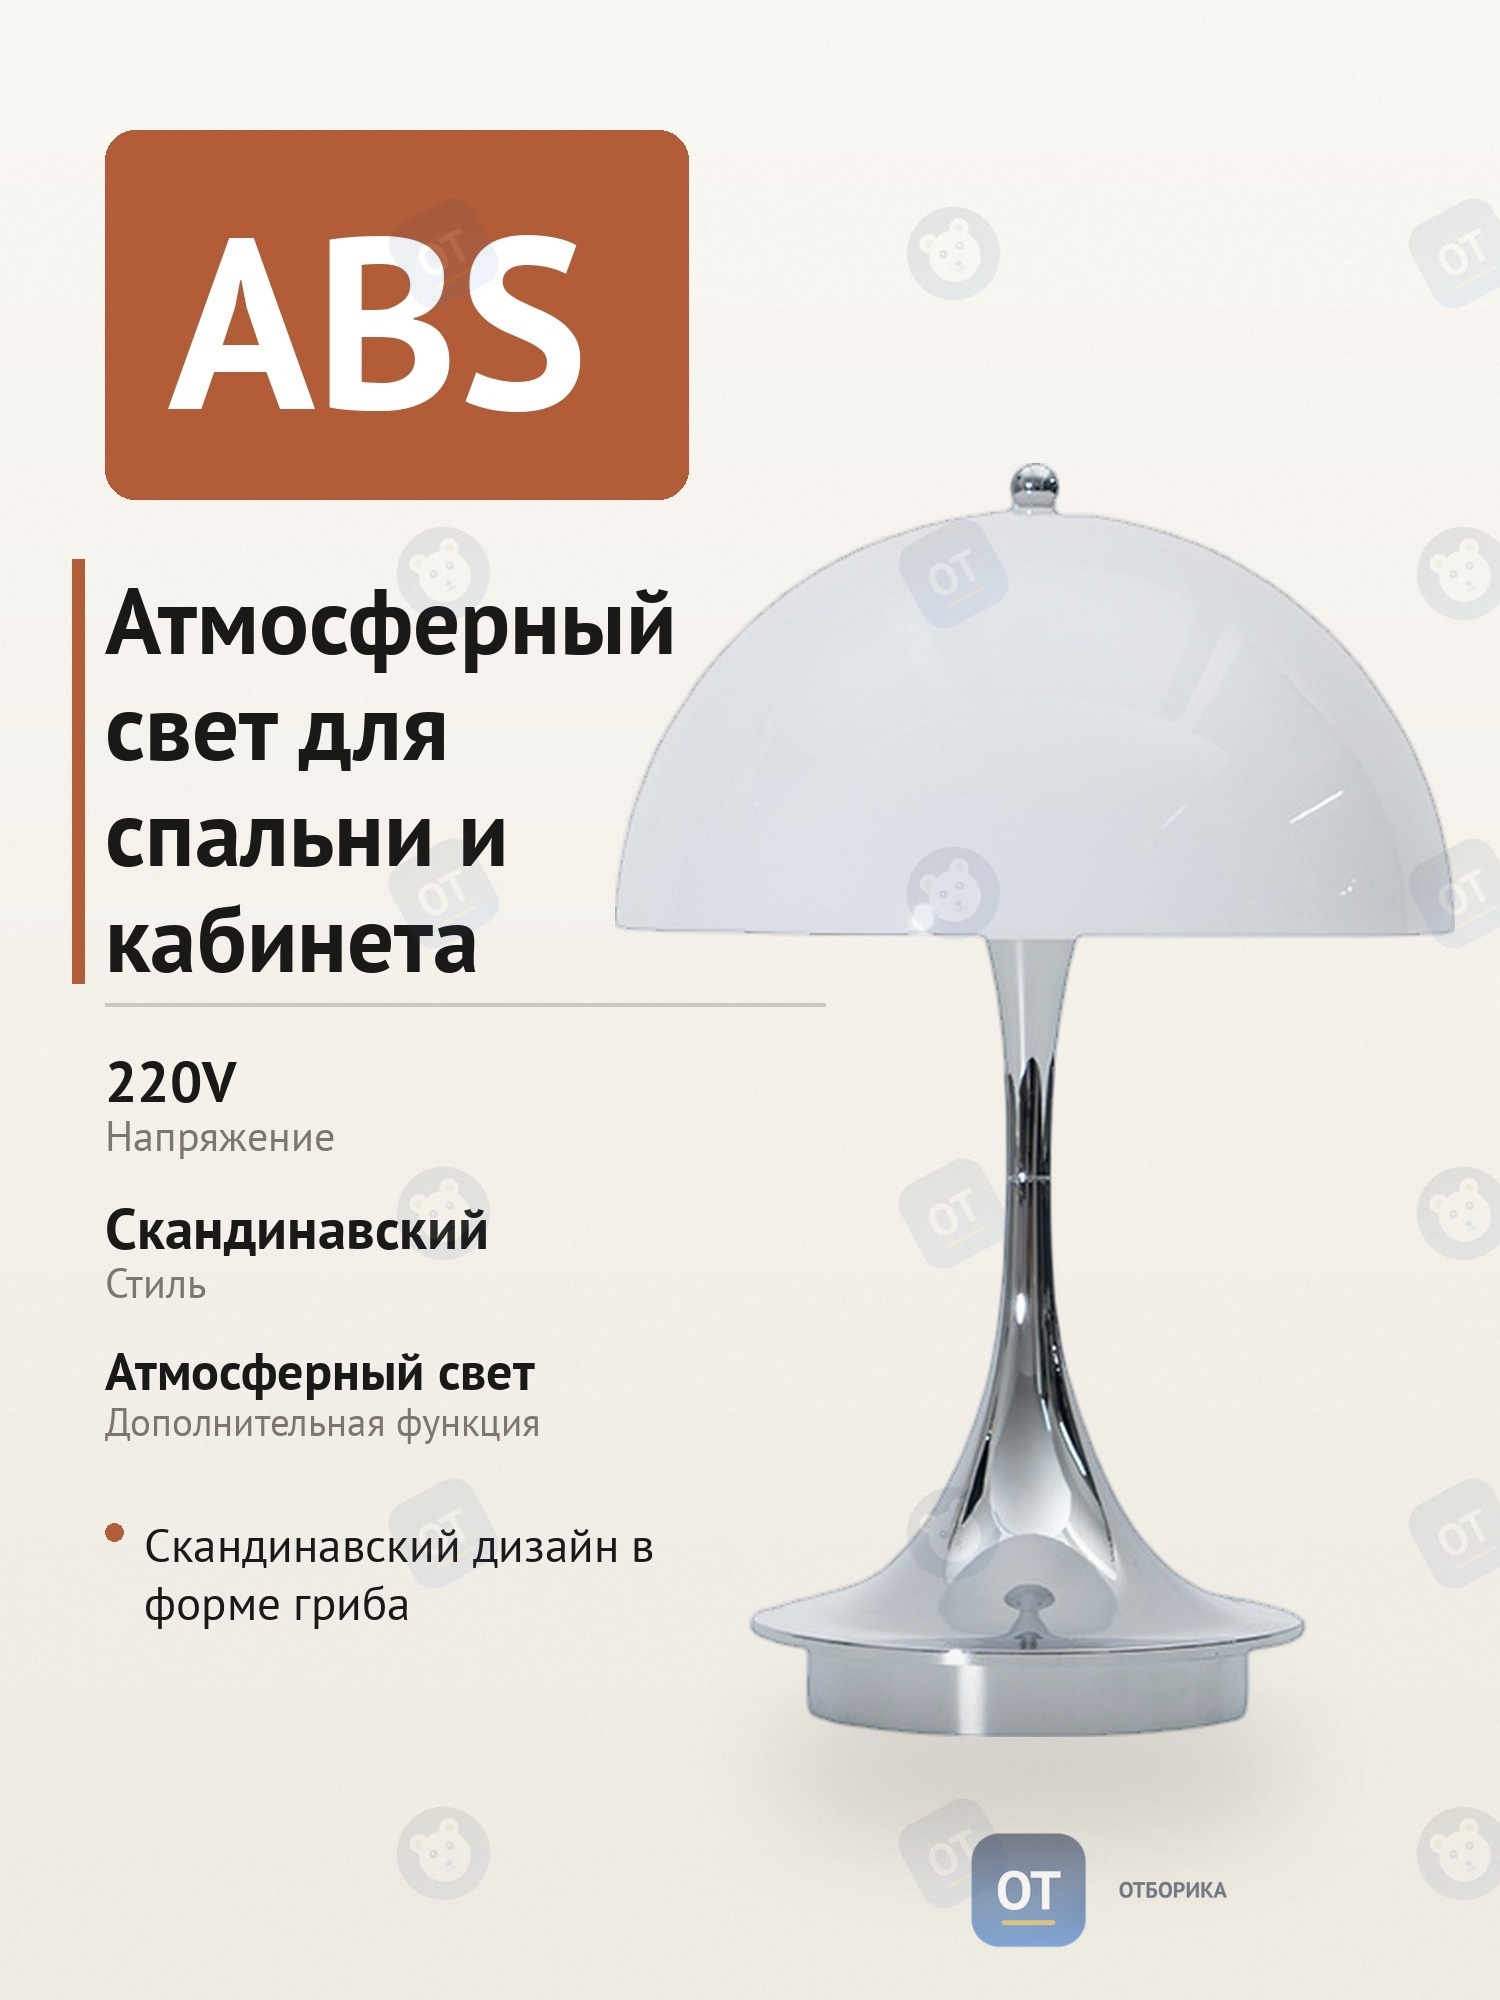 ABS
Атмосферный
свет для
спальни и
кабинета
220V
Напряжение
Скандинавский
Стиль
Атмосферный свет
Дополнительная функция
Скандинавский дизайн в
форме гриба
ОТ
ОТБОРИКА